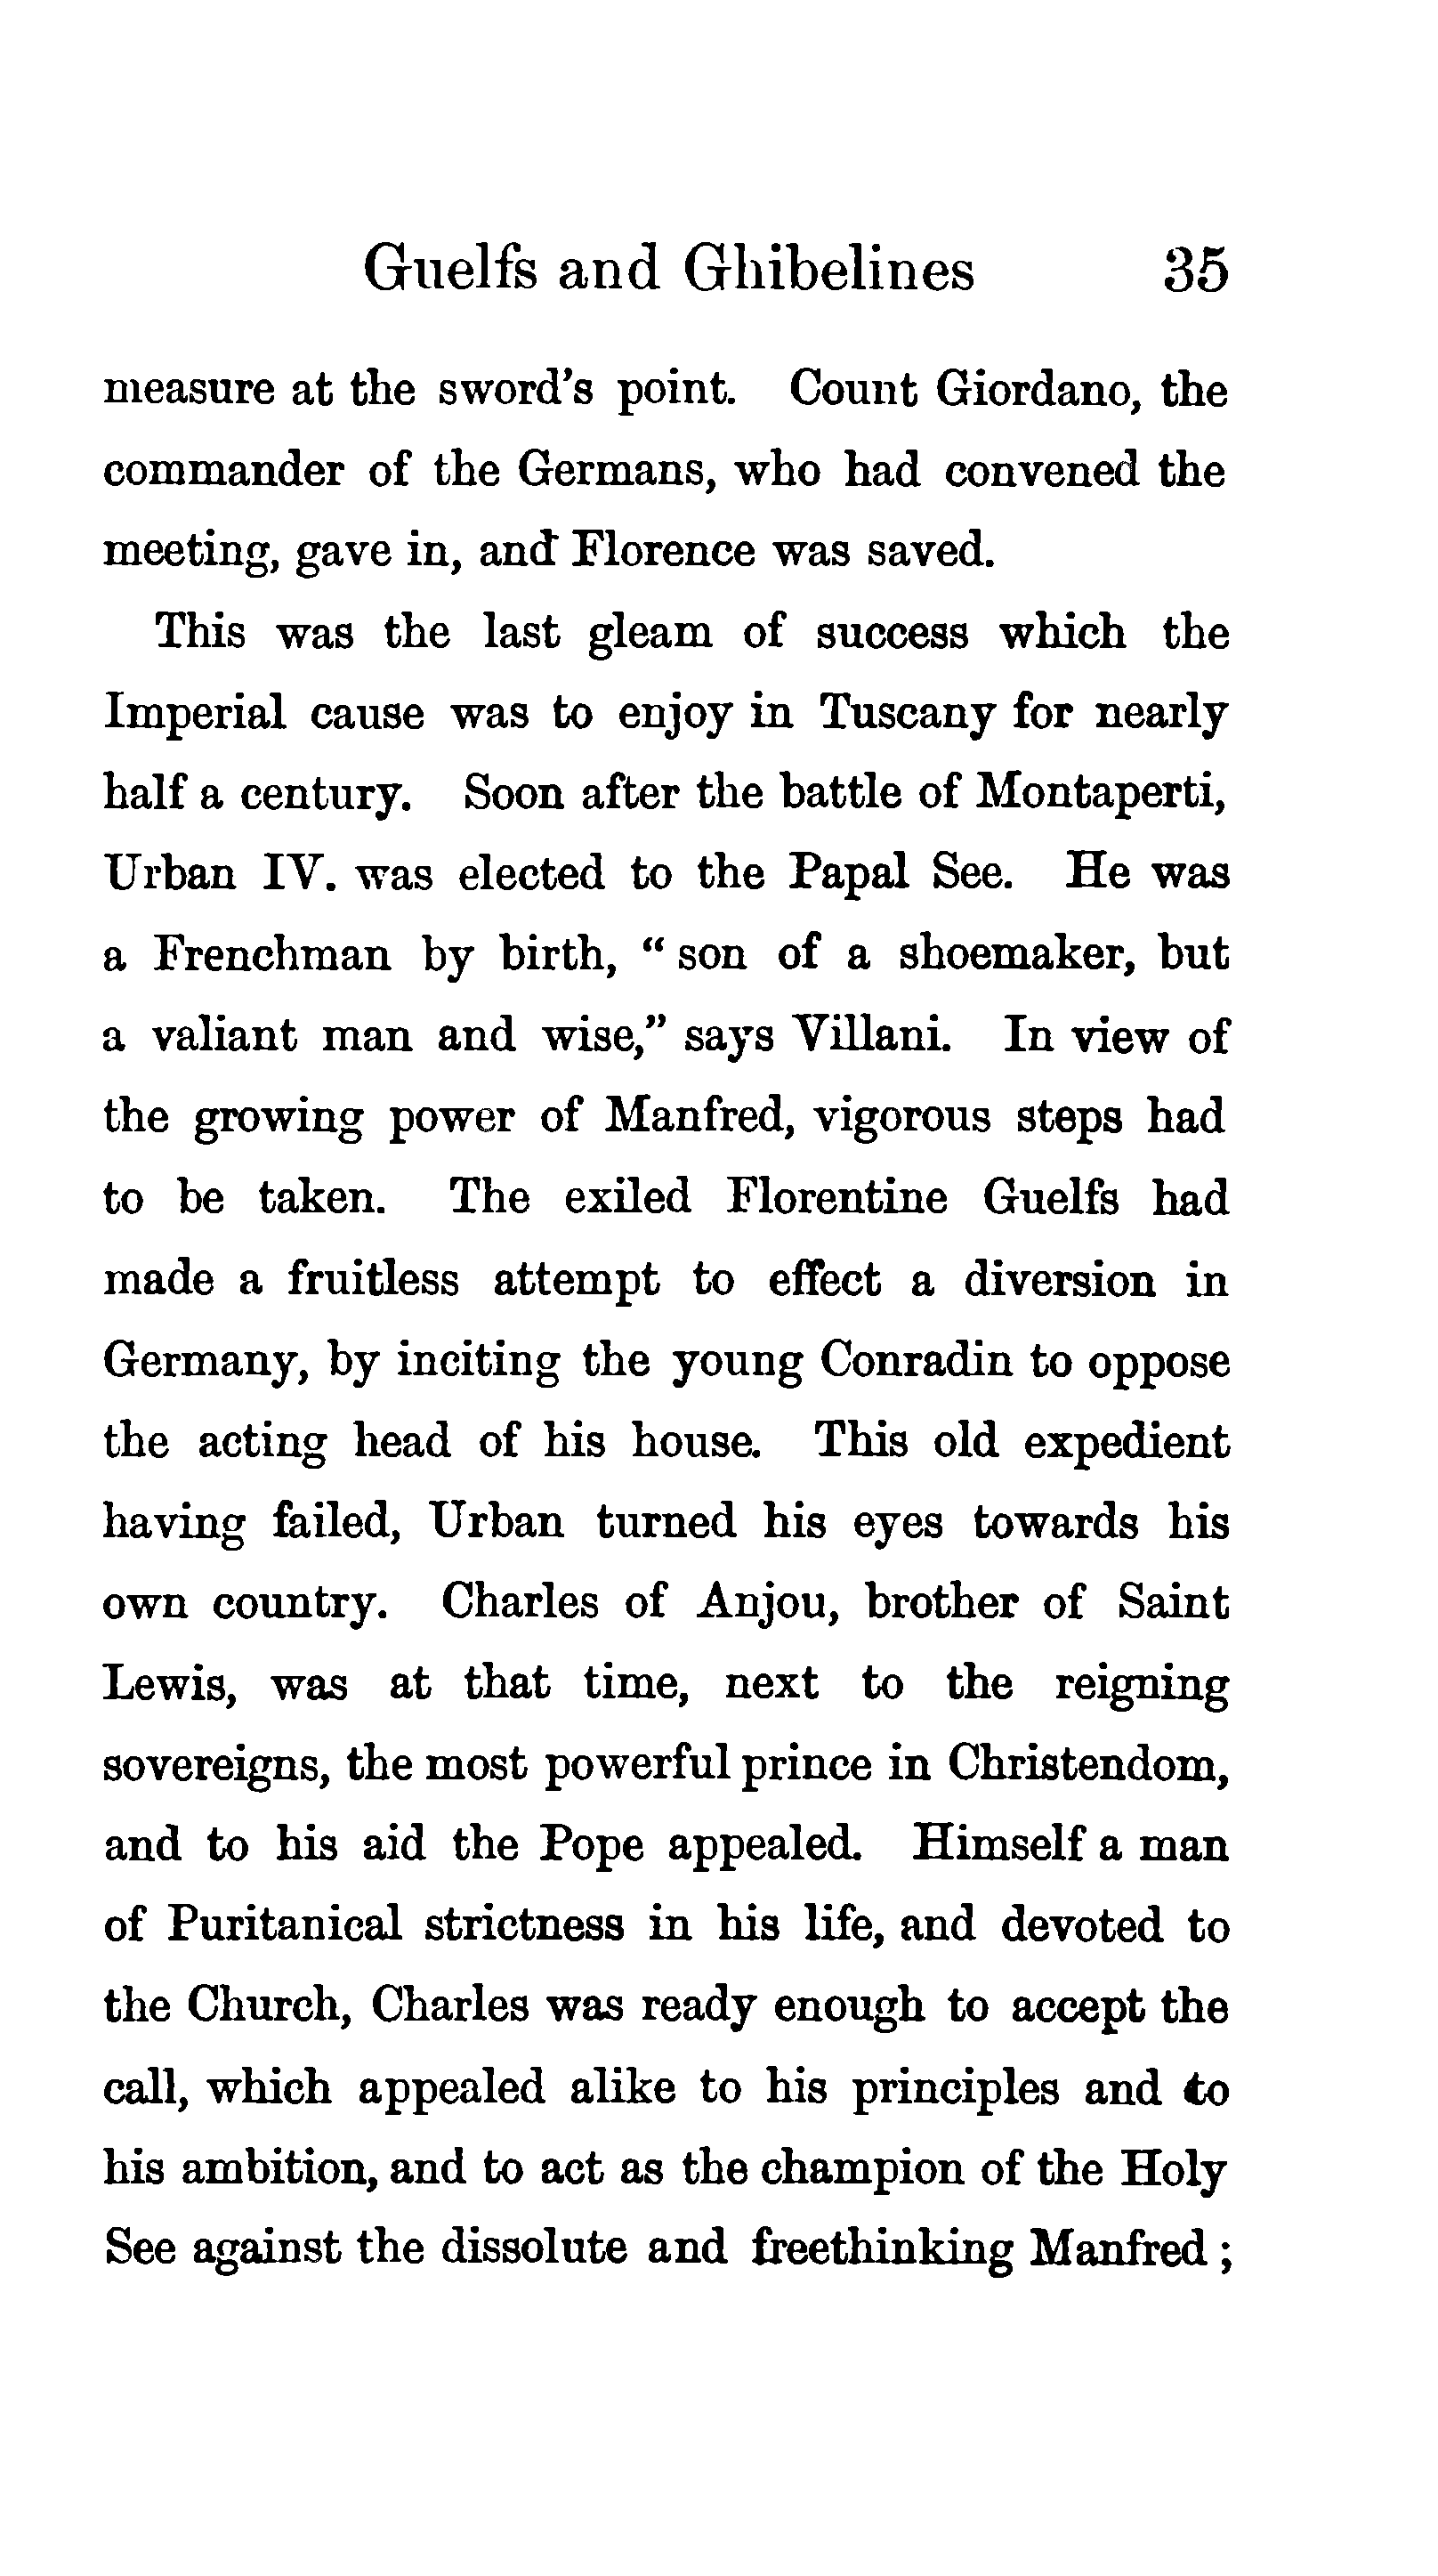 Guelfs and Ghibelines 35
measure at the sword's point. Count Giordano, the
commander of the Germans, who had convened the
meeting, gave in, and Florence was saved.
This was the last gleam of success which the
Imperial cause was to enjoy in Tuscany for nearly
half a century. Soon after the battle of Montaperti,
Urban IV. was elected to the Papal See. He was
a Frenchman by birth, “ son of a shoemaker, but
a valiant man and wise,” says Villani. In view of
the growing power of Manfred, vigorous steps had
to be taken. The exiled Florentine Guelfs had
made a fruitless attempt to effect a diversion in
Germany, by inciting the young Conradin to oppose
the acting head of his house. This old expedient
having failed, Urban turned his eyes towards his
own country. Charles of Anjou, brother of Saint
Lewis, was at that time, next to the reigning
sovereigns, the most powerful prince in Christendom,
and to his aid the Pope appealed. Himself a man
of Puritanical strictness in his life, and devoted to
the Church, Charles was ready enough to accept the
call, which appealed alike to his principles and to
his ambition, and to act as the champion of the Holy
See against the dissolute and freethinking Manfred ;